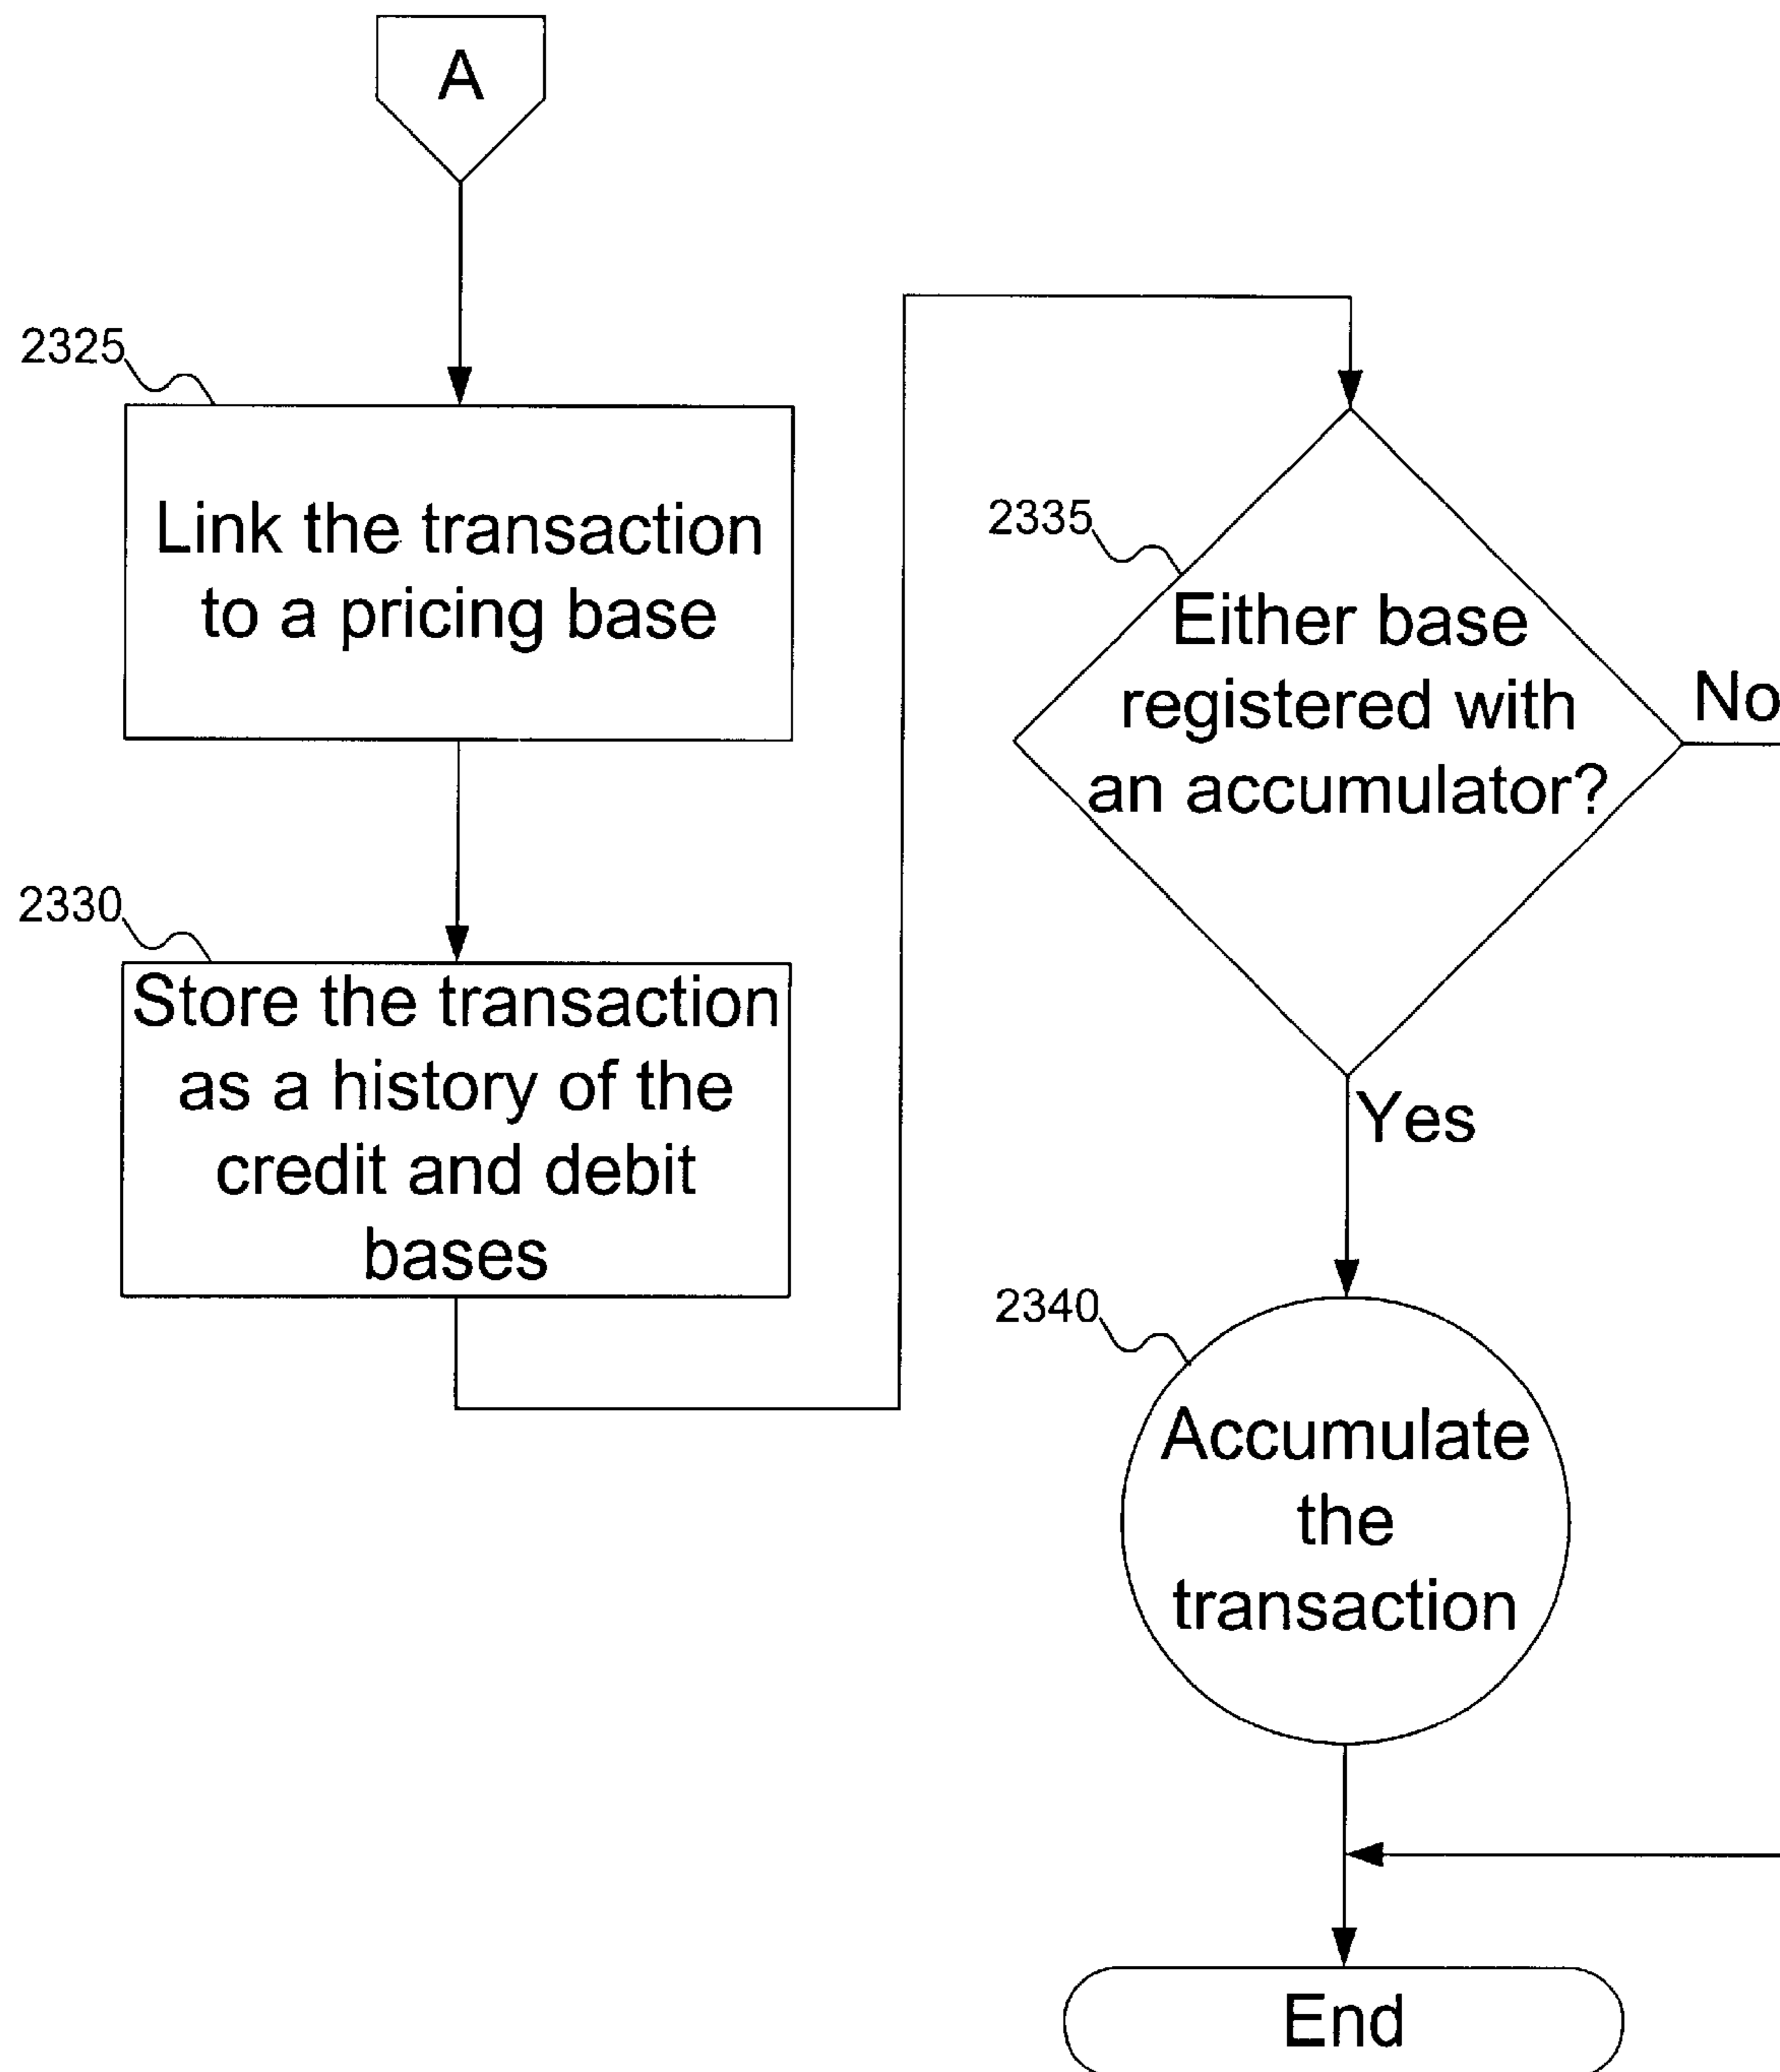 A
2325
Link the transaction
to a pricing base
2330
Store the transaction
as a history of the
credit and debit
bases
2335
Either base
registered with
an accumulator?
No
Yes
2340
Accumulate
the
transaction
End